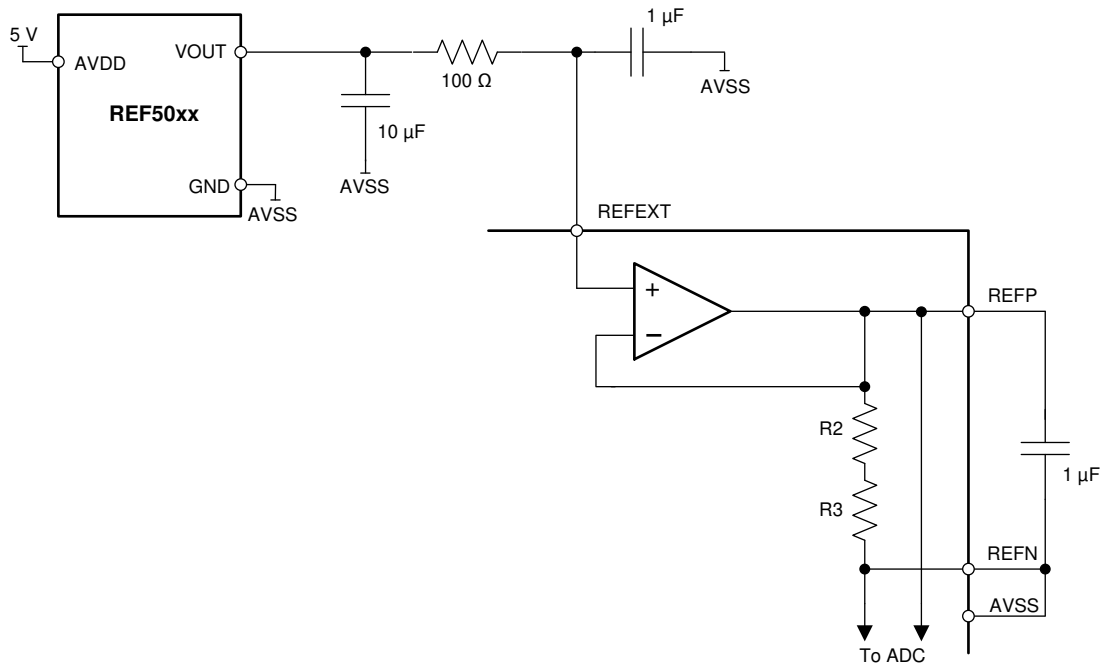 1 µF
5 V
AVDD
VOUT
100 Ω
AVSS
REF50xx
10 µF
AVSS
GND
AVSS
REFEXT
+
−
REFP
R2
1 µF
R3
REFN
AVSS
To ADC